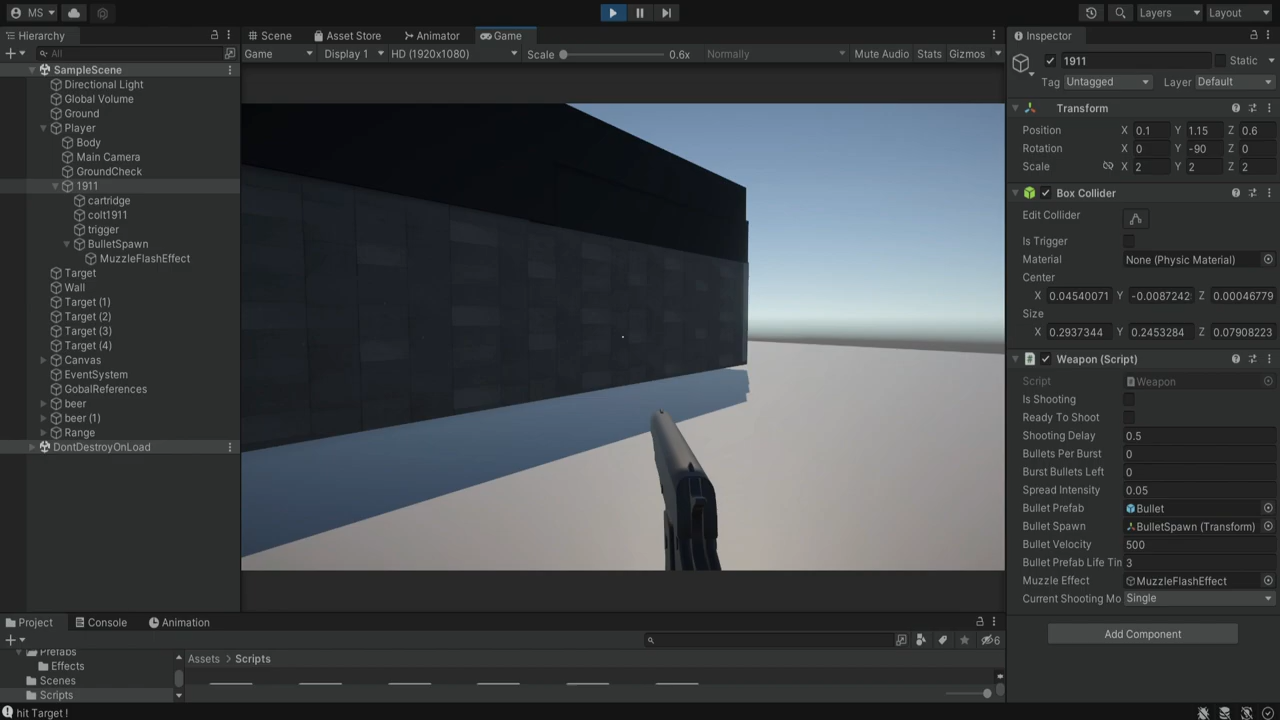 MS
Layers
Layout
Hierarchy
Scene
Asset Store
Animator
Game
Inspector
All
Game
Display 1
HD (1920x1080)
Scale
0.6x
Normally
Mute Audio
Stats
Gizmos
1911
Static
Tag
Untagged
Layer
Default
SampleScene
Directional Light
Global Volume
Ground
Player
Body
Main Camera
GroundCheck
1911
cartridge
colt1911
trigger
BulletSpawn
MuzzleFlashEffect
Target
Wall
Target (1)
Target (2)
Target (3)
Target (4)
Canvas
EventSystem
GobalReferences
beer
beer (1)
Range
DontDestroyOnLoad
Transform
Position X 0.1 Y 1.15 Z 0.6
Rotation X 0 Y -90 Z 0
Scale X 2 Y 2 Z 2
Box Collider
Edit Collider
Is Trigger
Material None (Physic Material)
Center
X 0.04540071 Y -0.0087242 Z 0.00046779
Size
X 0.2937344 Y 0.2453284 Z 0.07908223
Weapon (Script)
Script Weapon
Is Shooting
Ready To Shoot
Shooting Delay 0.5
Bullets Per Burst 0
Burst Bullets Left 0
Spread Intensity 0.05
Bullet Prefab Bullet
Bullet Spawn BulletSpawn (Transform)
Bullet Velocity 500
Bullet Prefab Life Tin 3
Muzzle Effect MuzzleFlashEffect
Current Shooting Mo Single
Add Component
Project
Console
Animation
6
Prefabs
Effects
Scenes
Scripts
Assets > Scripts
hit Target !